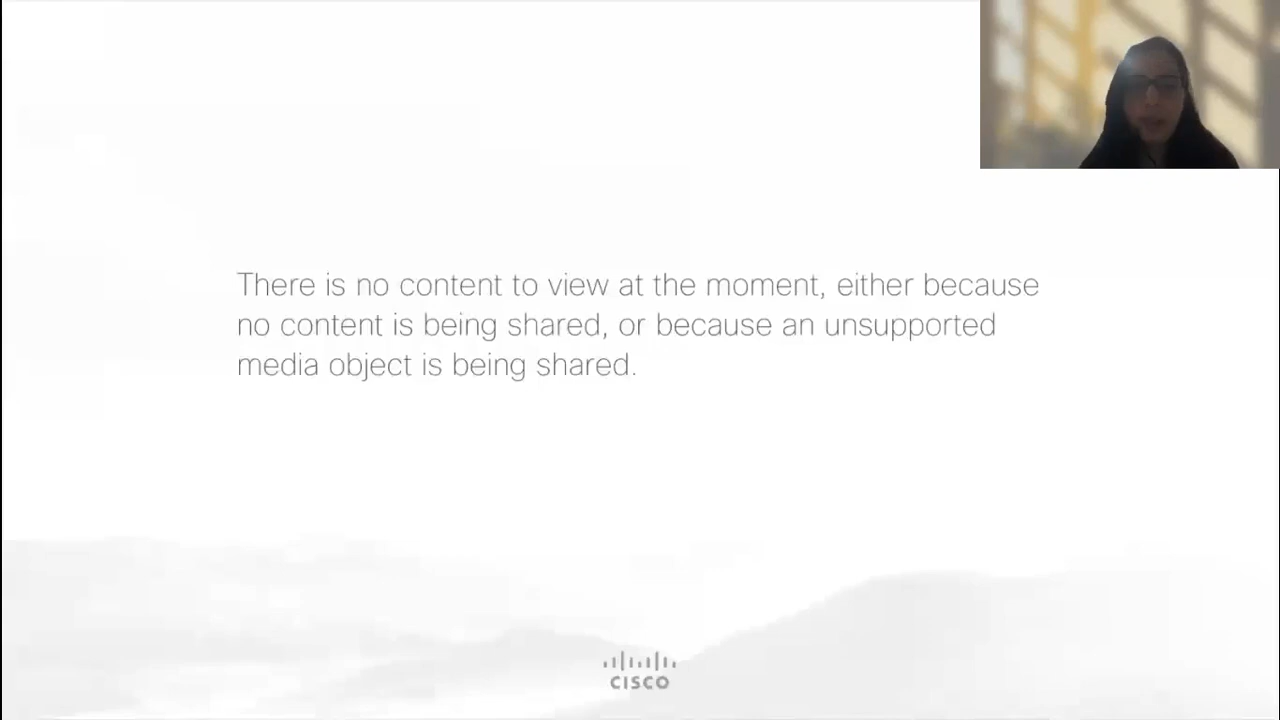 There is no content to view at the moment, either because
no content is being shared, or because an unsupported
media object is being shared.
CISCO